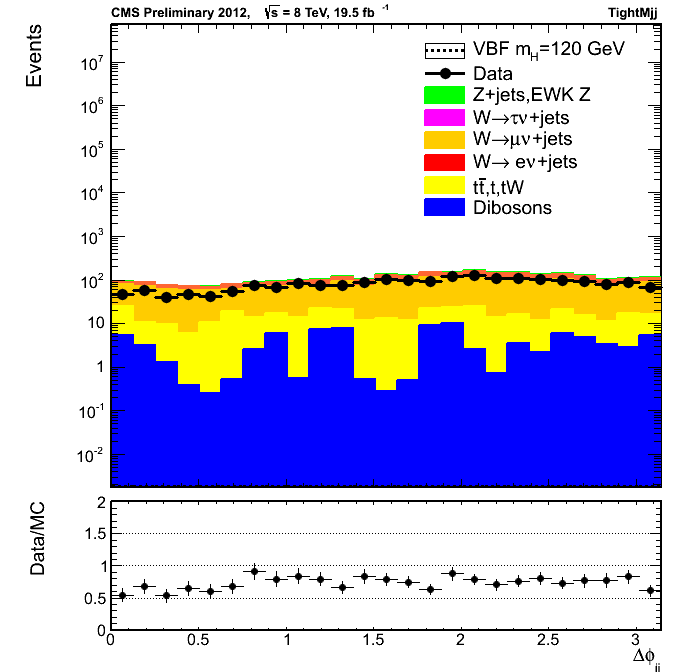 CMS Preliminary 2012, √s = 8 TeV, 19.5 fb⁻¹ TightMjj
Events
VBF m_H=120 GeV
Data
Z+jets,EWK Z
W→τν+jets
W→μν+jets
W→ eν+jets
tt̄,t,tW
Dibosons
10⁷
10⁶
10⁵
10⁴
10³
10²
10
1
10⁻¹
10⁻²
Data/MC
2
1.5
1
0.5
0
0 0.5 1 1.5 2 2.5 3
Δϕ_jj